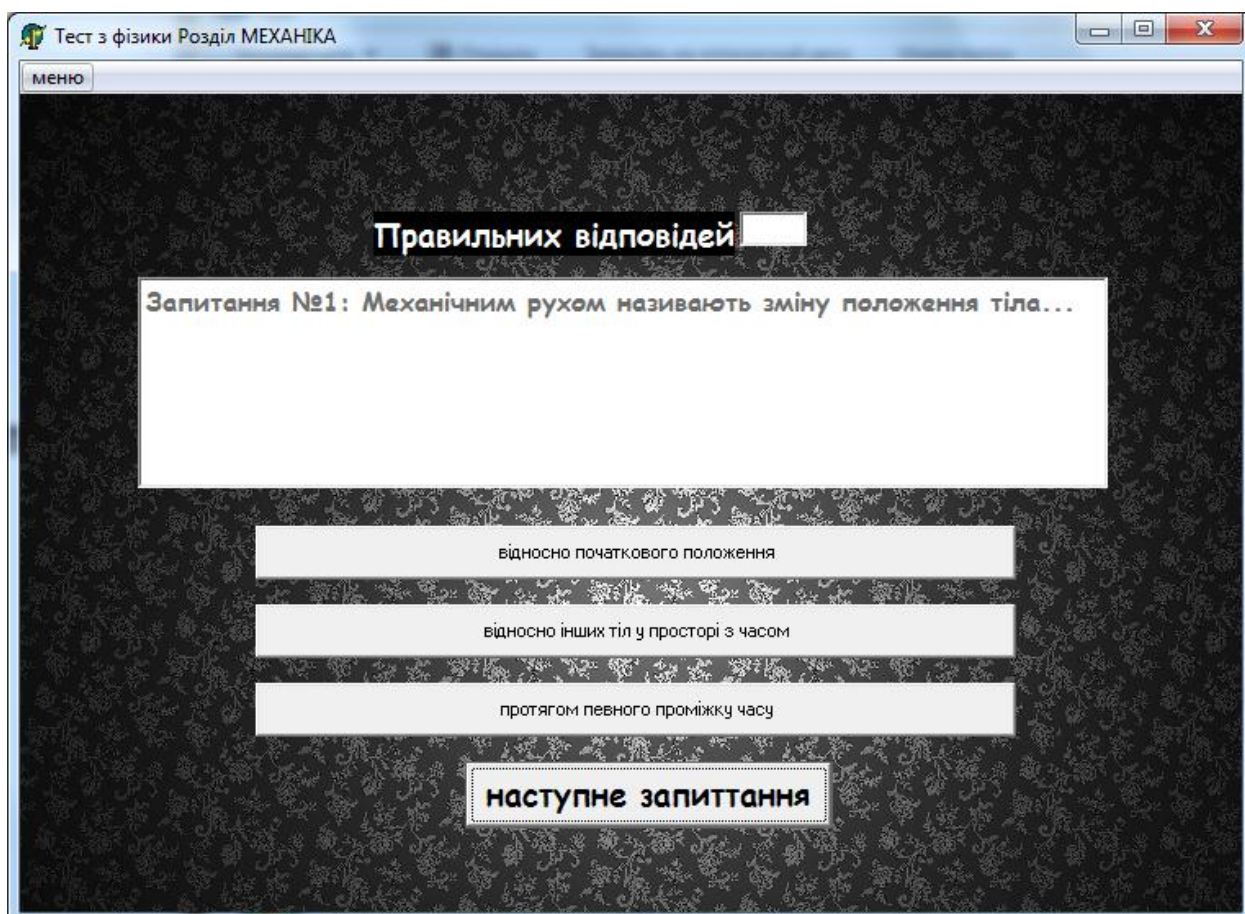 Тест з фізики Розділ МЕХАНІКА
меню
Правильних відповідей
Запитання №1: Механічним рухом називають зміну положення тіла...
відносно початкового положення
відносно інших тіл у просторі з часом
протягом певного проміжку часу
наступне запиттання